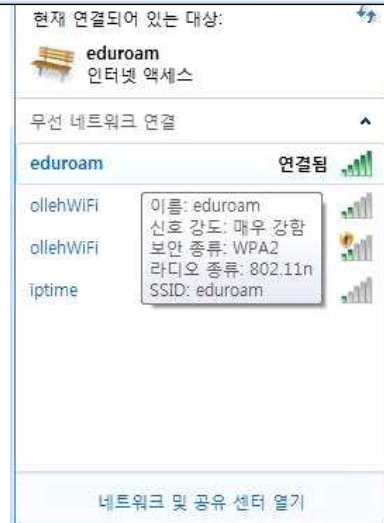 현재 연결되어 있는 대상:
eduroam
인터넷 액세스
무선 네트워크 연결
eduroam 연결됨
ollehWiFi
ollehWiFi
iptime
이름: eduroam
신호 강도: 매우 강함
보안 종류: WPA2
라디오 종류: 802.11n
SSID: eduroam
네트워크 및 공유 센터 열기